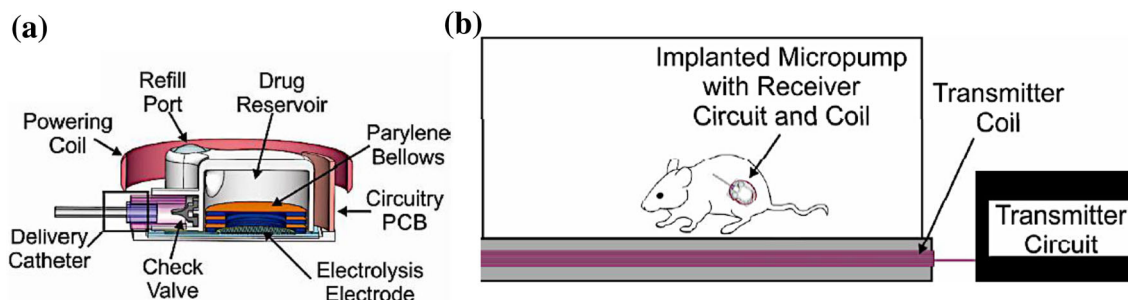 (a)
Refill
Port
Drug
Reservoir
Powering
Coil
Parylene
Bellows
Circuitry
PCB
Delivery
Catheter
Check
Valve
Electrolysis
Electrode
(b)
Implanted Micropump
with Receiver
Circuit and Coil
Transmitter
Coil
Transmitter
Circuit